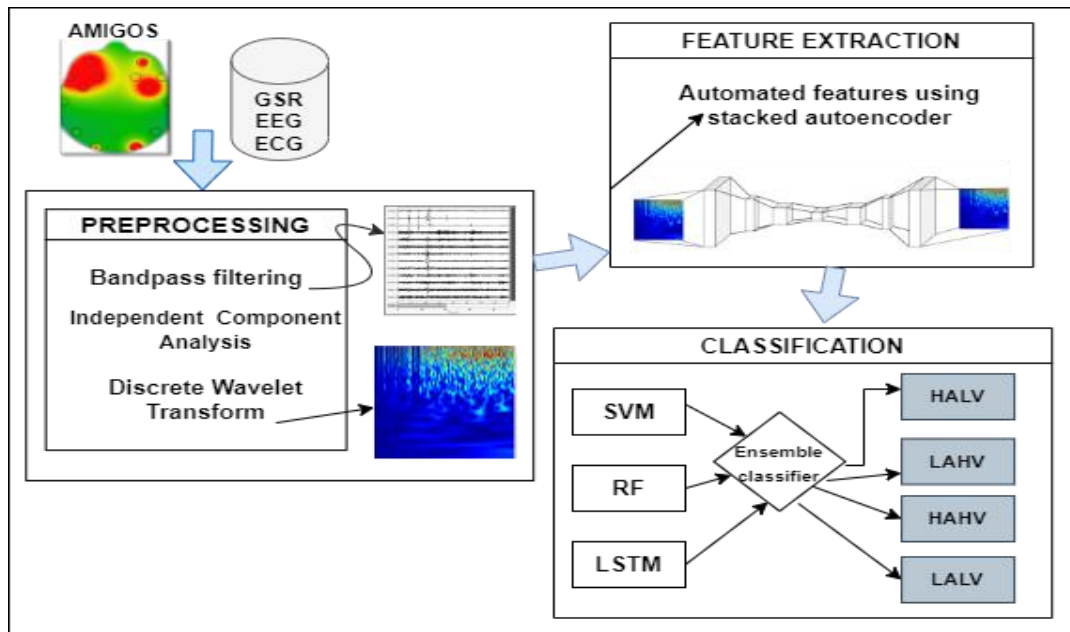 AMIGOS
GSR
EEG
ECG
PREPROCESSING
Bandpass filtering
Independent Component
Analysis
Discrete Wavelet
Transform
FEATURE EXTRACTION
Automated features using
stacked autoencoder
CLASSIFICATION
SVM
RF
LSTM
Ensemble
classifier
HALV
LAHV
HAHV
LALV